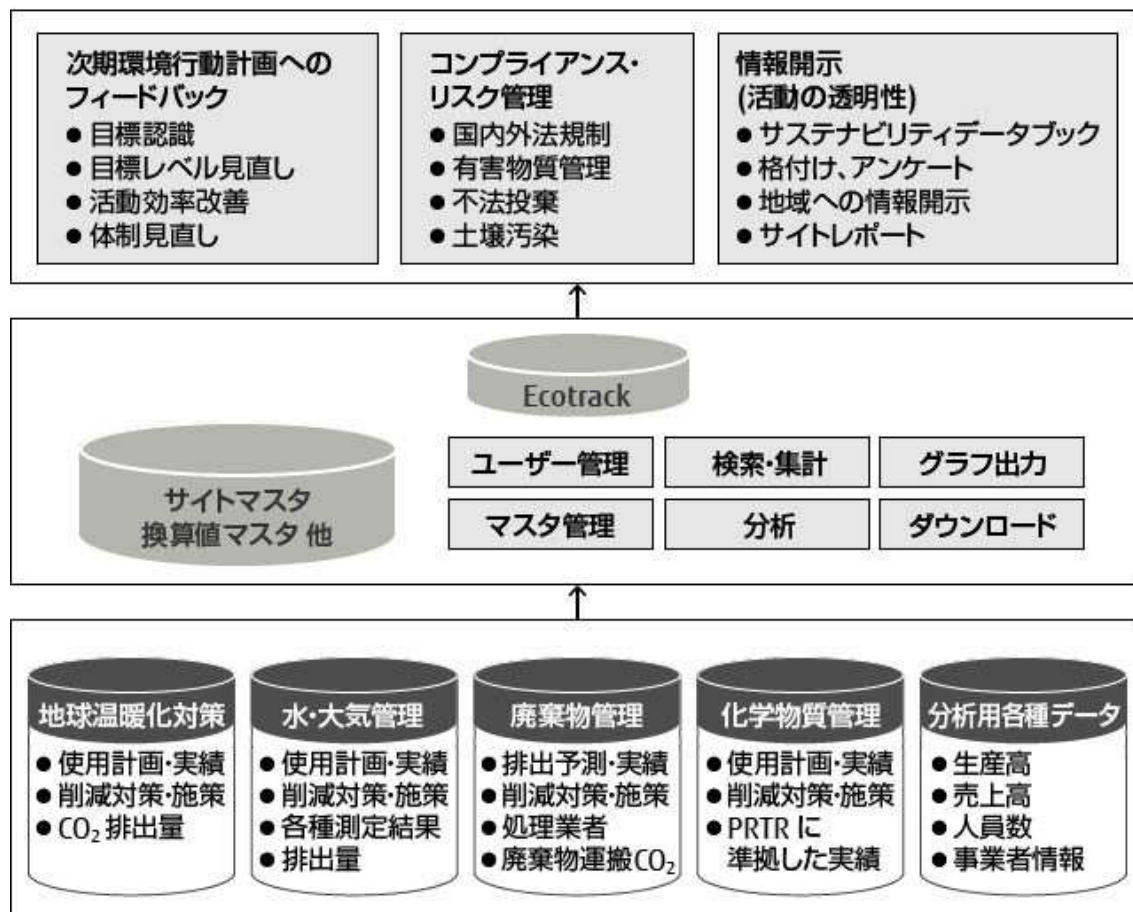 次期環境行動計画への
フィードバック
● 目標認識
● 目標レベル見直し
● 活動効率改善
● 体制見直し
コンプライアンス・
リスク管理
● 国内外法規制
● 有害物質管理
● 不法投棄
● 土壌汚染
情報開示
(活動の透明性)
● サステナビリティデータブック
● 格付け、アンケート
● 地域への情報開示
● サイトレポート
Ecotrack
サイトマスタ
換算値マスタ 他
ユーザー管理
検索・集計
グラフ出力
マスタ管理
分析
ダウンロード
地球温暖化対策
● 使用計画・実績
● 削減対策・施策
● CO₂ 排出量
水・大気管理
● 使用計画・実績
● 削減対策・施策
● 各種測定結果
● 排出量
廃棄物管理
● 排出予測・実績
● 削減対策・施策
● 処理業者
● 廃棄物運搬CO₂
化学物質管理
● 使用計画・実績
● 削減対策・施策
● PRTR に
準拠した実績
分析用各種データ
● 生産高
● 売上高
● 人員数
● 事業者情報